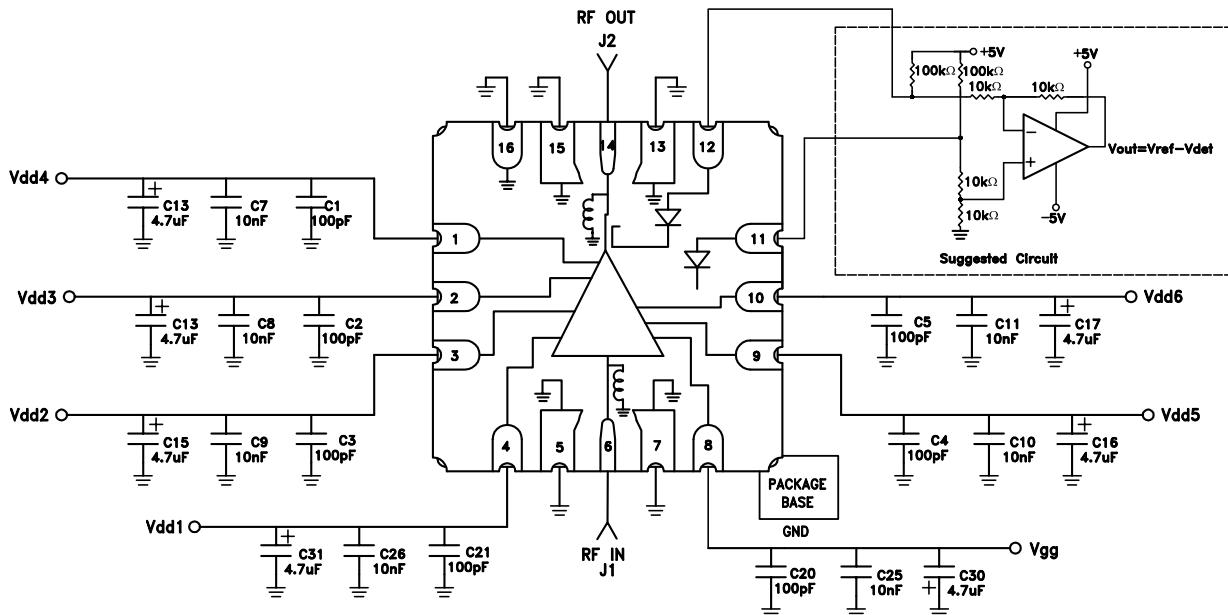 RF OUT
J2
+5V
+5V
100kΩ
100kΩ
10kΩ
10kΩ
16
15
14
13
12
−
+
Vout=Vref-Vdet
10kΩ
10kΩ
-5V
Suggested Circuit
Vdd4
+
C13
4.7uF
C7
10nF
C1
100pF
1
11
Vdd3
+
C13
4.7uF
C8
10nF
C2
100pF
2
10
C5
100pF
C11
10nF
+
C17
4.7uF
Vdd6
3
9
Vdd2
+
C15
4.7uF
C9
10nF
C3
100pF
4
5
6
7
8
C4
100pF
C10
10nF
+
C16
4.7uF
Vdd5
PACKAGE
BASE
GND
Vdd1
+
C31
4.7uF
C26
10nF
C21
100pF
RF IN
J1
C20
100pF
C25
10nF
+
C30
4.7uF
Vgg